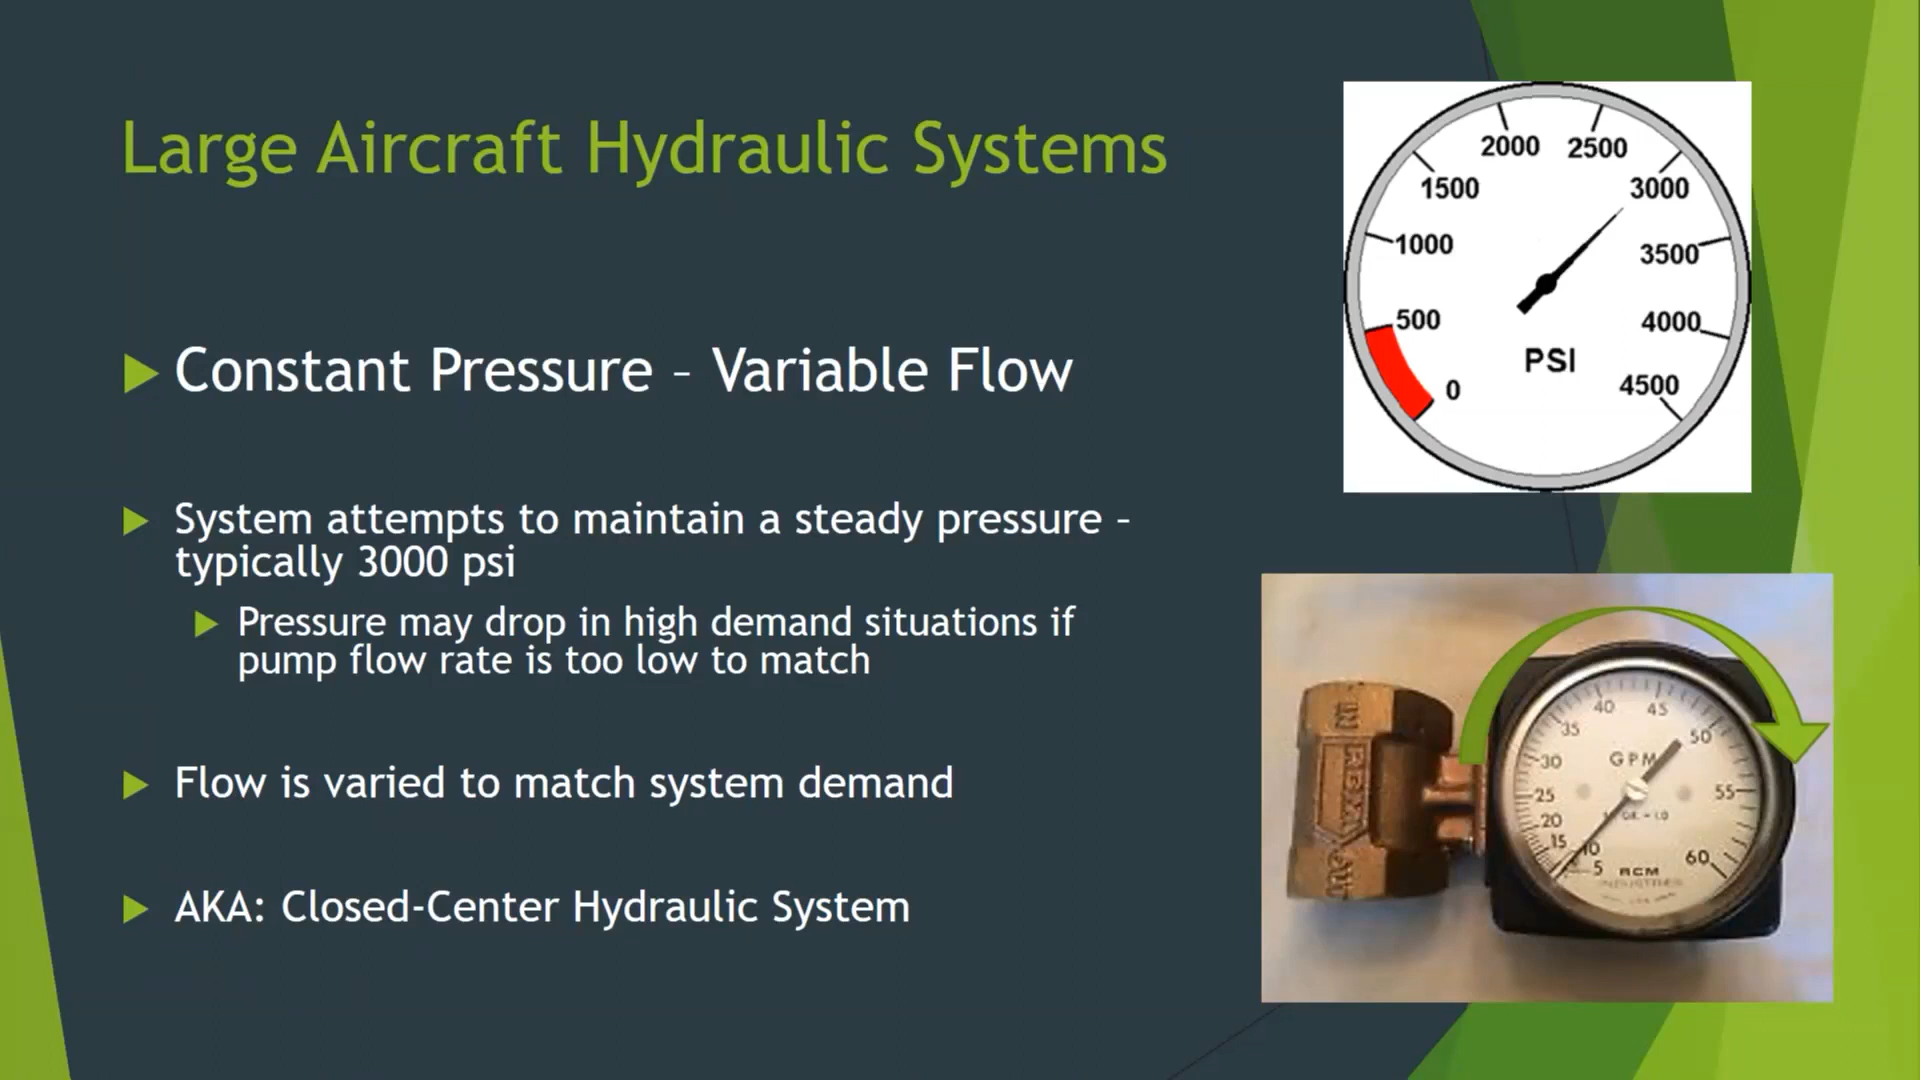 Large Aircraft Hydraulic Systems
Constant Pressure – Variable Flow
System attempts to maintain a steady pressure –
typically 3000 psi
Pressure may drop in high demand situations if
pump flow rate is too low to match
Flow is varied to match system demand
AKA: Closed-Center Hydraulic System
2000 2500
1500 3000
1000 3500
500 4000
PSI
0 4500
40 45
35 50
GPM
30
25 55
20
15 10
5 RCM 60
INDUSTRIES